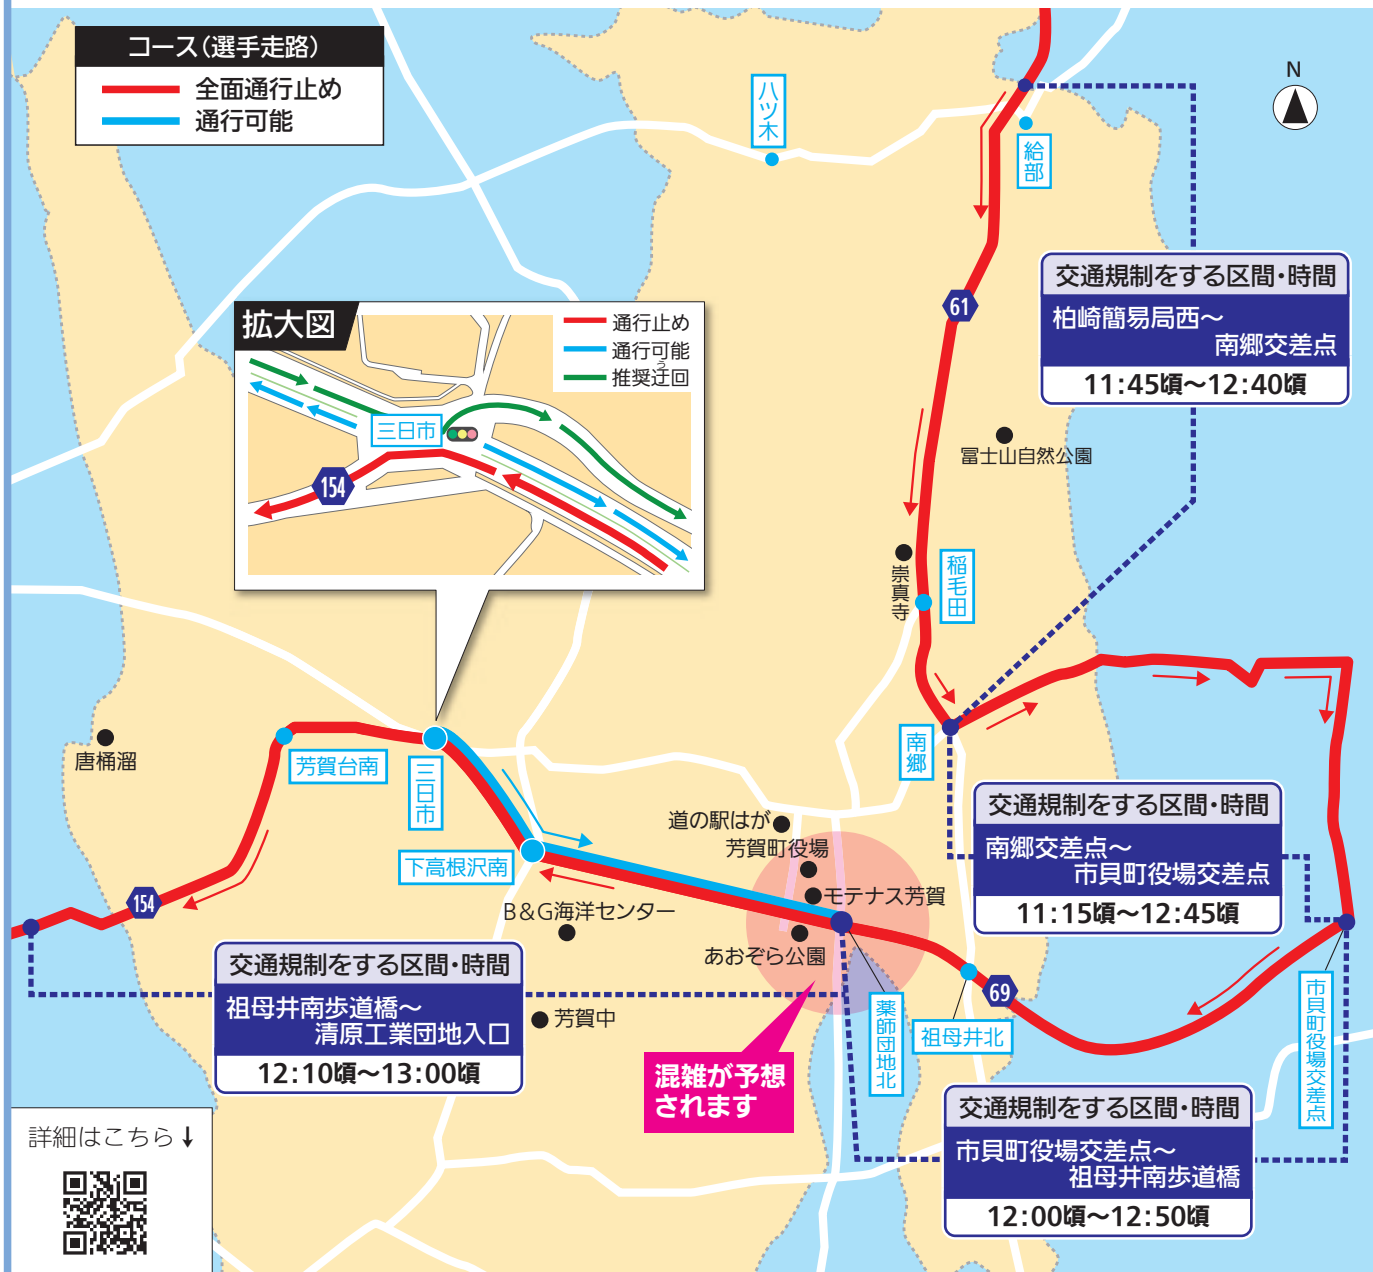 コース(選手走路)
全面通行止め
通行可能
N
八ツ木
給部
交通規制をする区間・時間
柏崎簡易局西〜
南郷交差点
11:45頃〜12:40頃
61
拡大図
通行止め
通行可能
う
推奨迂回
三日市
154
冨士山自然公園
崇真寺
稲毛田
唐桶溜
芳賀台南
三日市
南郷
交通規制をする区間・時間
南郷交差点〜
市貝町役場交差点
11:15頃〜12:45頃
道の駅はが
芳賀町役場
下高根沢南
モテナス芳賀
154
B&G海洋センター
あおぞら公園
交通規制をする区間・時間
祖母井南歩道橋〜
清原工業団地入口
12:10頃〜13:00頃
芳賀中
69
薬師団地北
祖母井北
市貝町役場交差点
混雑が予想
されます
交通規制をする区間・時間
市貝町役場交差点〜
祖母井南歩道橋
12:00頃〜12:50頃
詳細はこちら↓